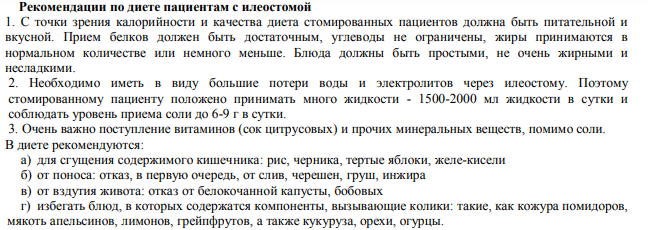 Рекомендации по диете пациентам с илеостомой
1. С точки зрения калорийности и качества диета стомированных пациентов должна быть питательной и
вкусной. Прием белков должен быть достаточным, углеводы не ограничены, жиры принимаются в
нормальном количестве или немного меньше. Блюда должны быть простыми, не очень жирными и
несладкими.
2. Необходимо иметь в виду большие потери воды и электролитов через илеостому. Поэтому
стомированному пациенту положено принимать много жидкости - 1500-2000 мл жидкости в сутки и
соблюдать уровень приема соли до 6-9 г в сутки.
3. Очень важно поступление витаминов (сок цитрусовых) и прочих минеральных веществ, помимо соли.
В диете рекомендуются:
а) для сгущения содержимого кишечника: рис, черника, тертые яблоки, желе-кисели
б) от поноса: отказ, в первую очередь, от слив, черешен, груш, инжира
в) от вздутия живота: отказ от белокочанной капусты, бобовых
г) избегать блюд, в которых содержатся компоненты, вызывающие колики: такие, как кожура помидоров,
мякоть апельсинов, лимонов, грейпфрутов, а также кукуруза, орехи, огурцы.